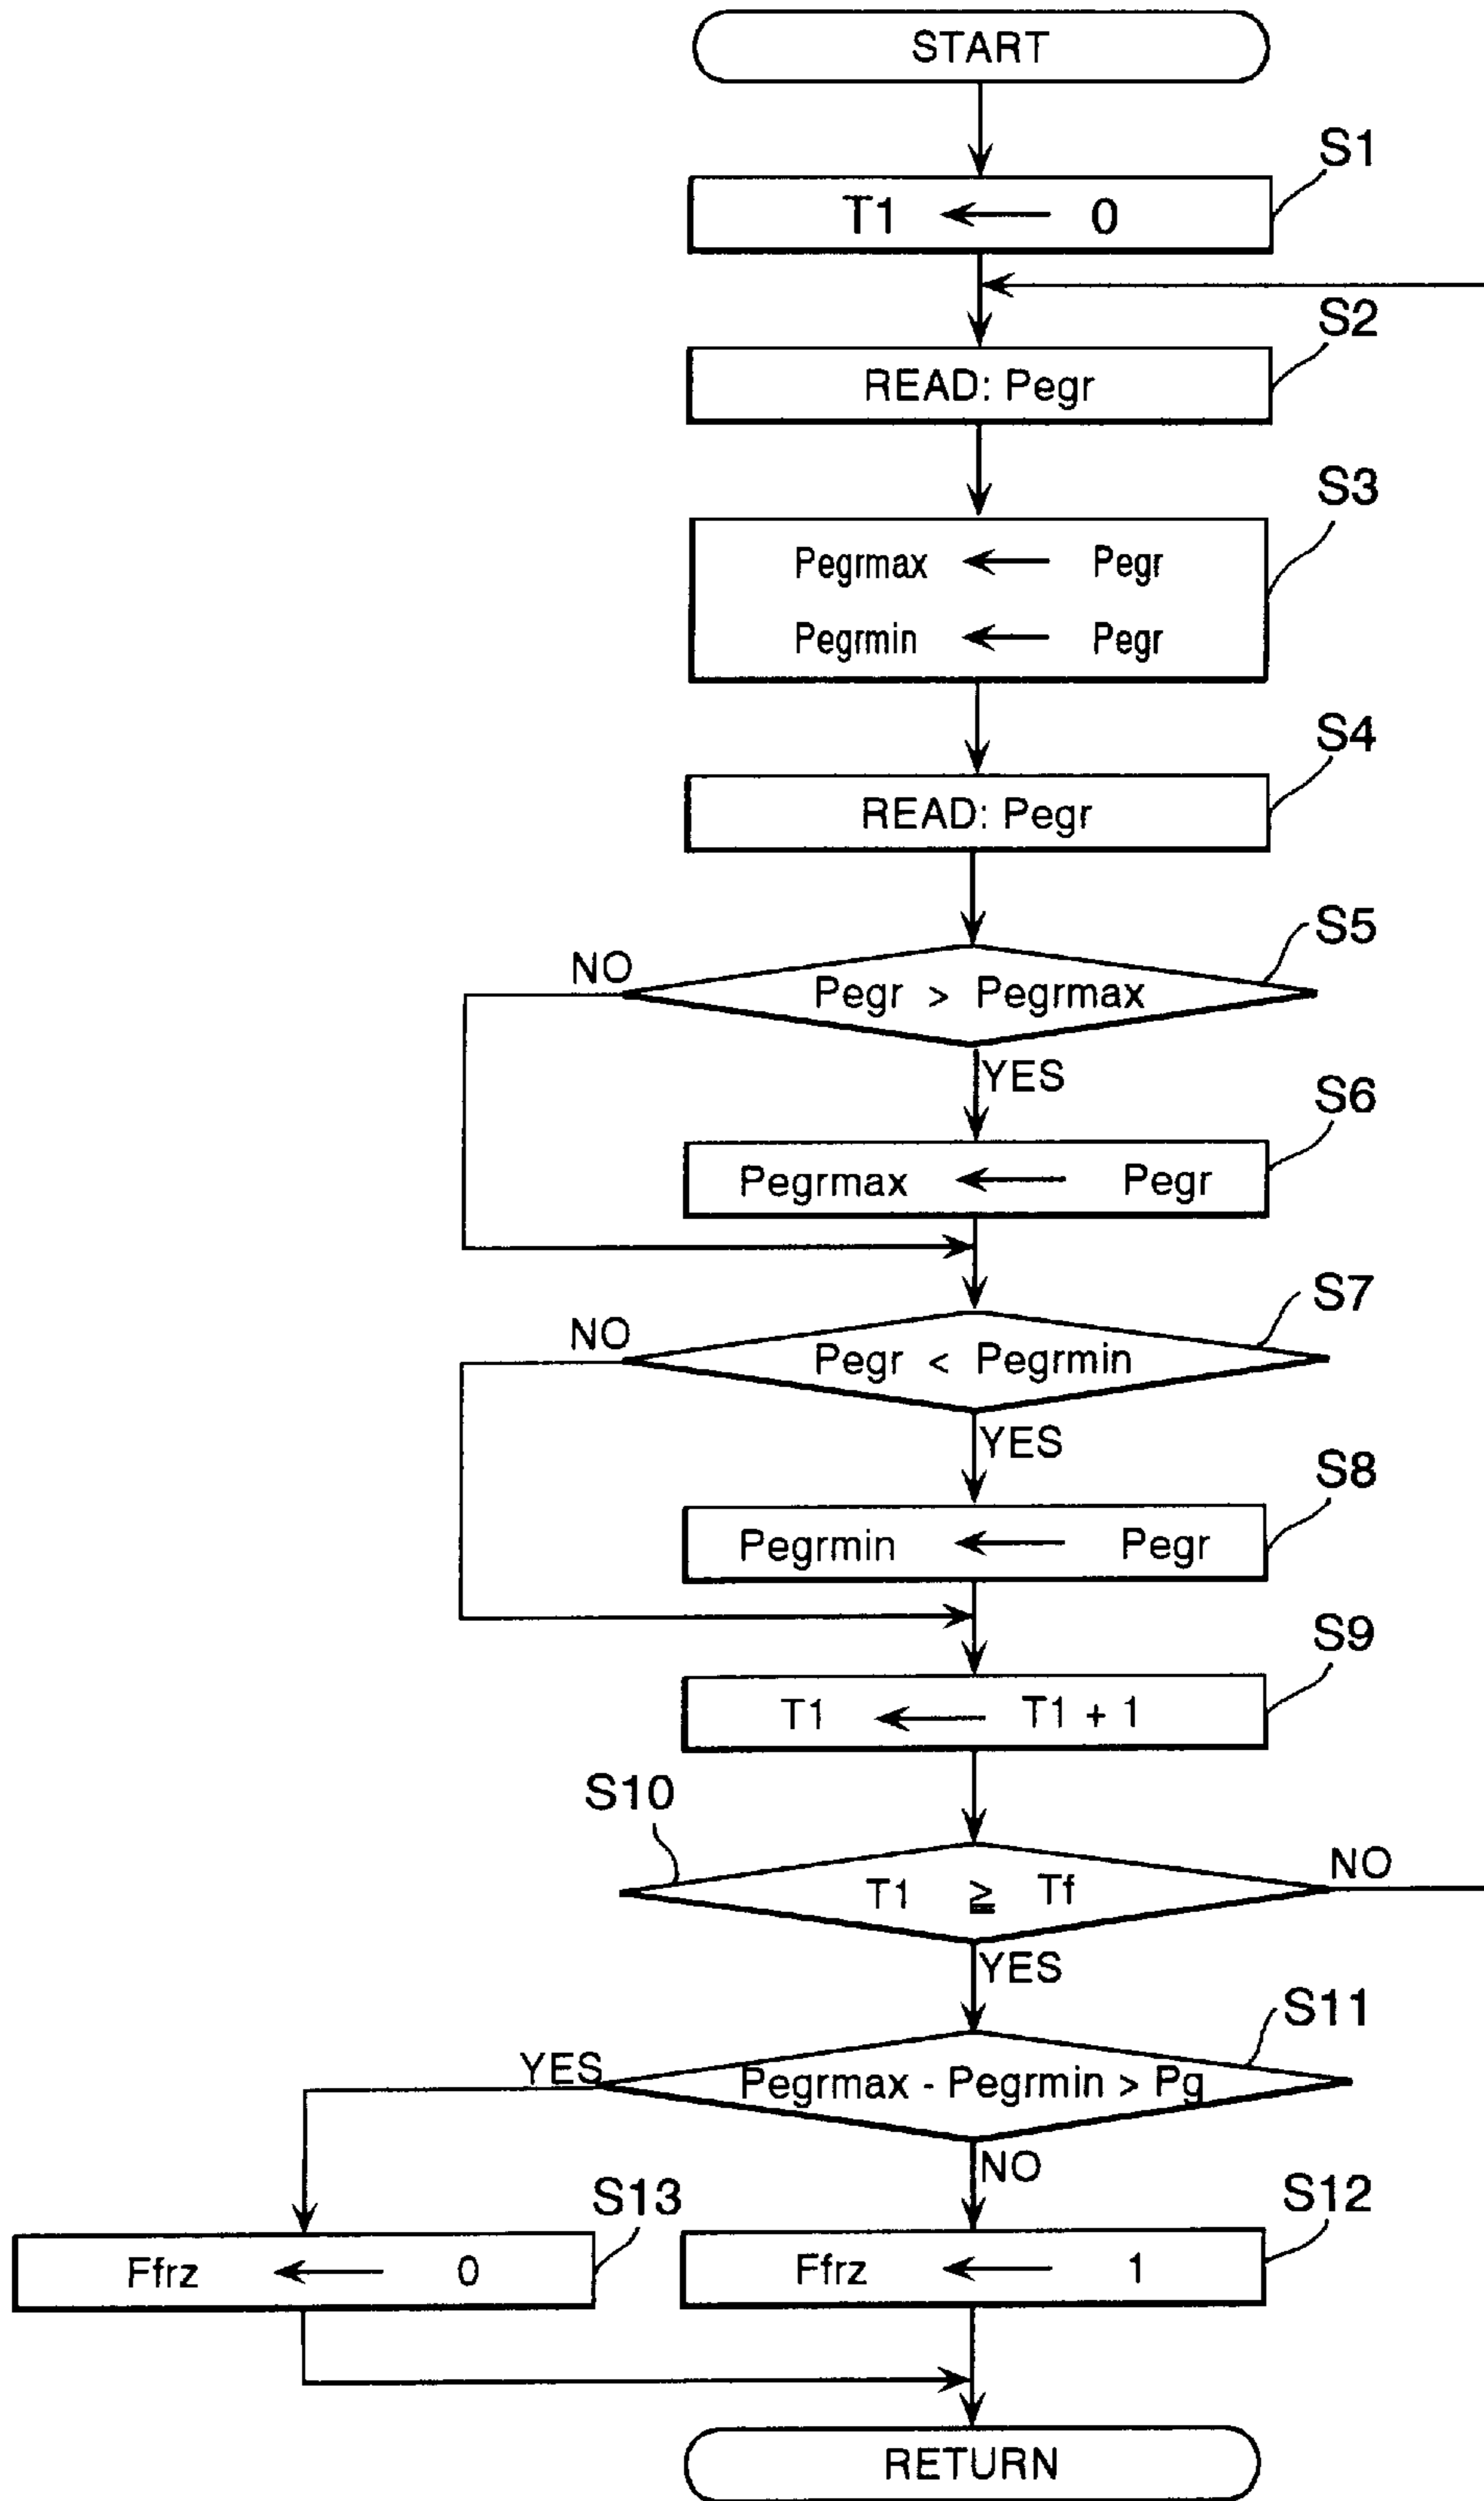 START
S1
T1 ← 0
S2
READ: Pegr
S3
Pegrmax ← Pegr
Pegrmin ← Pegr
S4
READ: Pegr
S5
NO
Pegr > Pegrmax
YES
S6
Pegrmax ← Pegr
S7
NO
Pegr < Pegrmin
YES
S8
Pegrmin ← Pegr
S9
T1 ← T1 + 1
S10
NO
T1 ≧ Tf
YES
S11
YES
Pegrmax - Pegrmin > Pg
NO
S13
S12
Ffrz ← 0
Ffrz ← 1
RETURN